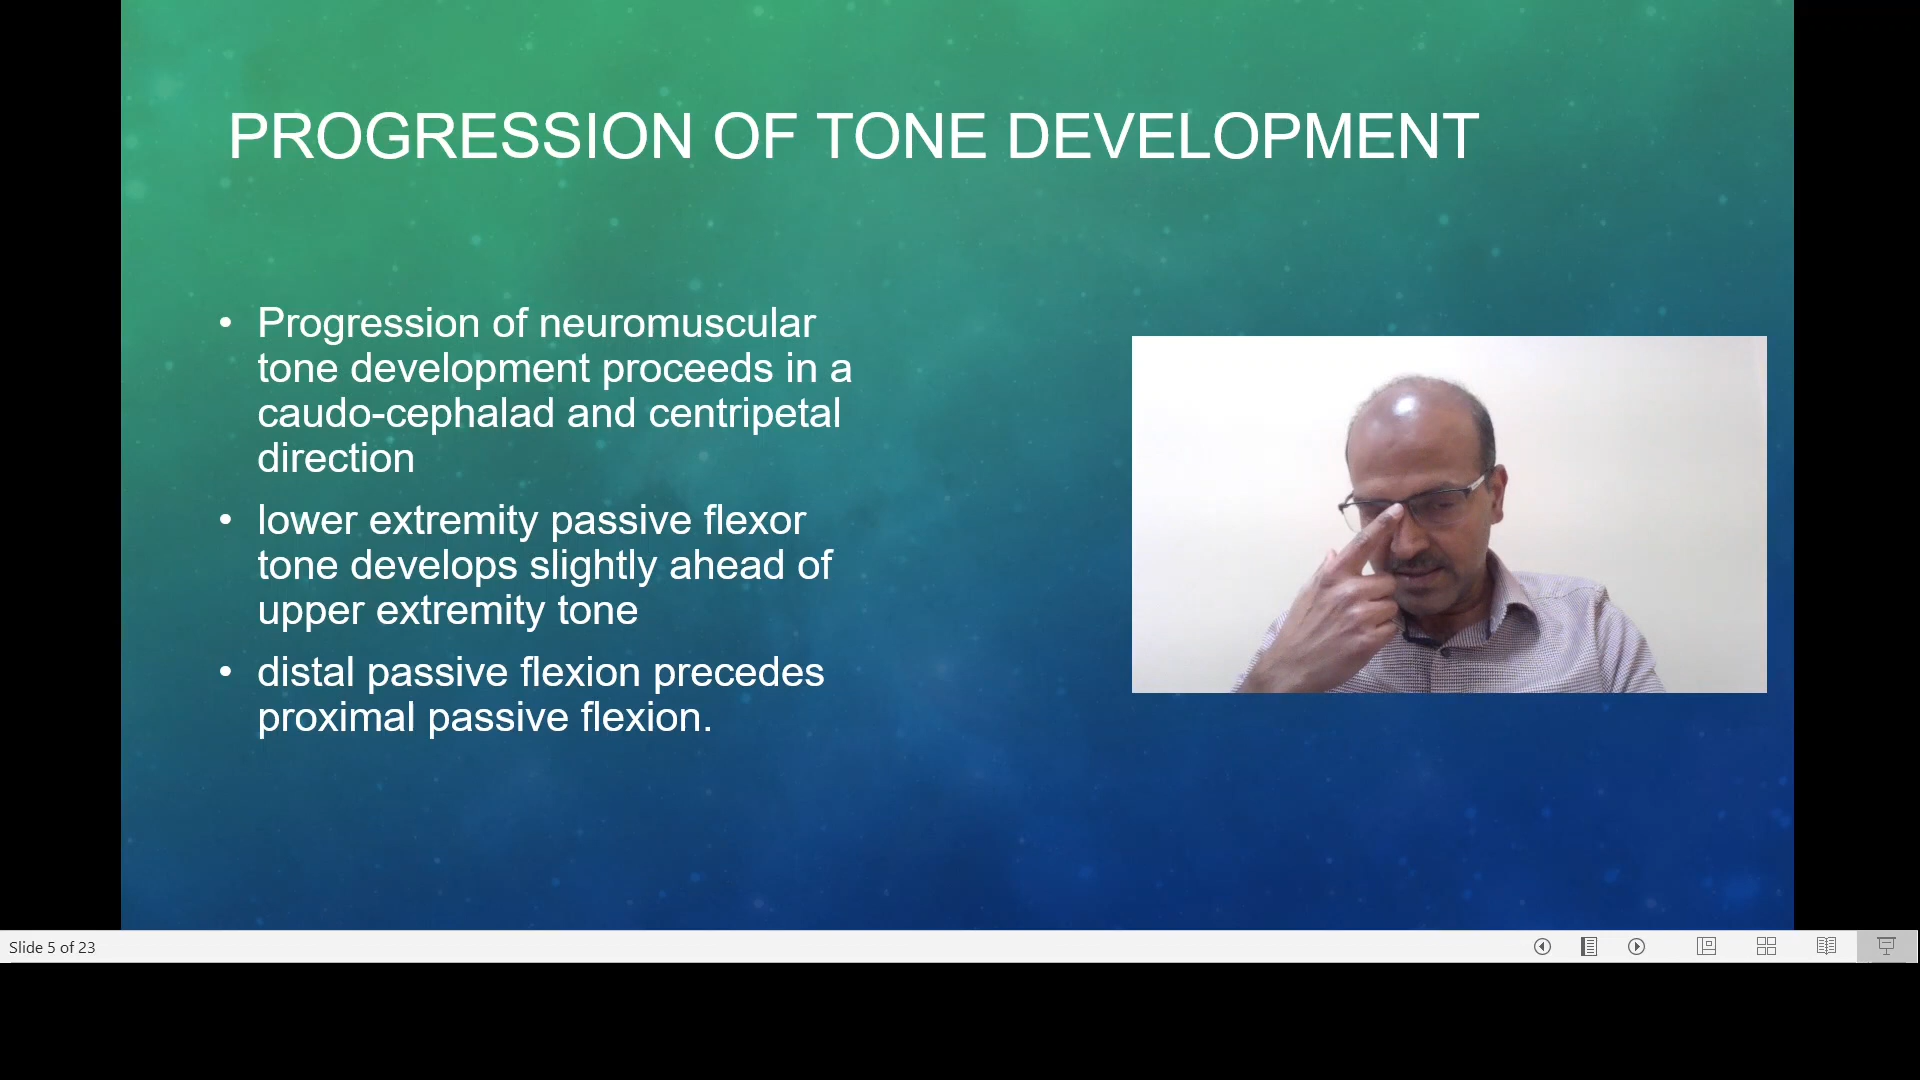 PROGRESSION OF TONE DEVELOPMENT
• Progression of neuromuscular
tone development proceeds in a
caudo-cephalad and centripetal
direction
• lower extremity passive flexor
tone develops slightly ahead of
upper extremity tone
• distal passive flexion precedes
proximal passive flexion.
Slide 5 of 23